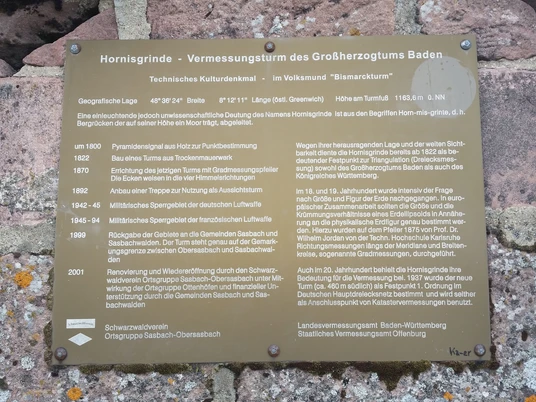 Hornisgrinde - Vermessungsturm des Großherzogtums Baden
Technisches Kulturdenkmal - im Volksmund "Bismarckturm"
Geografische Lage 48°36'24" Breite 8°12'11" Länge (östl. Greenwich) Höhe am Turmfuß 1163,6 m ü. NN
Eine einleuchtende jedoch unwissenschaftliche Deutung des Namens Hornisgrinde ist aus den Begriffen Horn-mis-grinde, d.h.
Bergrücken der auf seiner Höhe ein Moor trägt, abgeleitet.
um 1800 Pyramidensignal aus Holz zur Punktbestimmung
1822 Bau eines Turms aus Trockenmauerwerk
1870 Errichtung des jetzigen Turms mit Gradmessungspfeiler
Die Ecken weisen in die vier Himmelsrichtungen
1892 Anbau einer Treppe zur Nutzung als Aussichtsturm
1942 - 45 Militärisches Sperrgebiet der deutschen Luftwaffe
1945 - 94 Militärisches Sperrgebiet der französischen Luftwaffe
1999 Rückgabe der Gebiete an die Gemeinden Sasbach und
Sasbachwalden. Der Turm steht genau auf der Gemark-
ungsgrenze zwischen Obersasbach und Sasbachwal-
den
2001 Renovierung und Wiedereröffnung durch den Schwarz-
waldverein Ortsgruppe Sasbach-Obersasbach unter Mit-
wirkung der Ortsgruppe Ottenhöfen und finanzieller Un-
terstützung durch die Gemeinden Sasbach und Sas-
bachwalden
Schwarzwaldverein
Ortsgruppe Sasbach-Obersasbach
Wegen ihrer herausragenden Lage und der weiten Sicht-
barkeit diente die Hornisgrinde bereits ab 1822 als be-
deutender Festpunkt zur Triangulation (Dreiecksmes-
sung) sowohl des Großherzogtums Baden als auch des
Königreiches Württemberg.
Im 18. und 19. Jahrhundert wurde intensiv der Frage
nach Größe und Figur der Erde nachgegangen. In euro-
päischer Zusammenarbeit sollten die Größe und die
Krümmungsverhältnisse eines Erdellipsoids in Annähe-
rung an die physikalische Erdfigur genau bestimmt wer-
den. Hierzu wurden auf dem Pfeiler 1875 von Prof. Dr.
Wilhelm Jordan von der Techn. Hochschule Karlsruhe
Richtungsmessungen längs der Meridiane und Breiten-
kreise, sogenannte Gradmessungen, durchgeführt.
Auch im 20. Jahrhundert behielt die Hornisgrinde ihre
Bedeutung für die Vermessung bei. 1937 wurde der neue
Turm (ca. 460 m südlich) als Festpunkt 1. Ordnung im
Deutschen Hauptdreiecksnetz bestimmt und wird seither
als Anschlusspunkt von Katastervermessungen benutzt.
Landesvermessungsamt Baden-Württemberg
Staatliches Vermessungsamt Offenburg